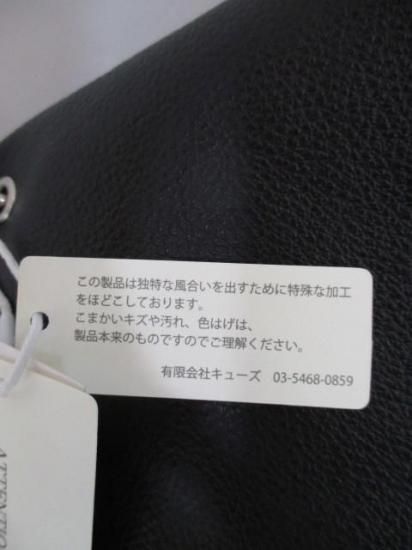 この製品は独特な風合いを出すために特殊な加工
をほどこしております。
こまかいキズや汚れ、色はげは、
製品本来のものですのでご理解ください。
有限会社キューズ 03-5468-0859
ATTENTIO